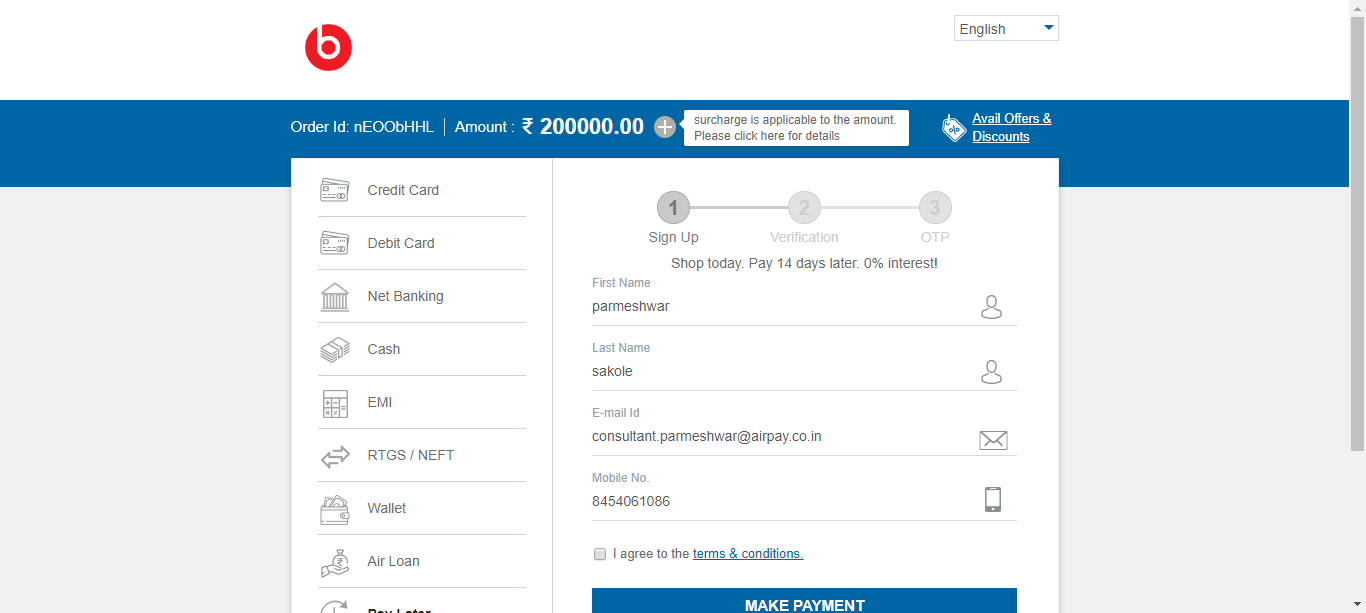 b
English
Order Id: nEOObHHL
Amount : ₹ 200000.00
surcharge is applicable to the amount.
Please click here for details
Avail Offers &
Discounts
Credit Card
Debit Card
Net Banking
Cash
EMI
RTGS / NEFT
Wallet
Air Loan
Pay Later
1
2
3
Sign Up
Verification
OTP
Shop today. Pay 14 days later. 0% interest!
First Name
parmeshwar
Last Name
sakole
E-mail Id
consultant.parmeshwar@airpay.co.in
Mobile No.
8454061086
I agree to the terms & conditions.
MAKE PAYMENT